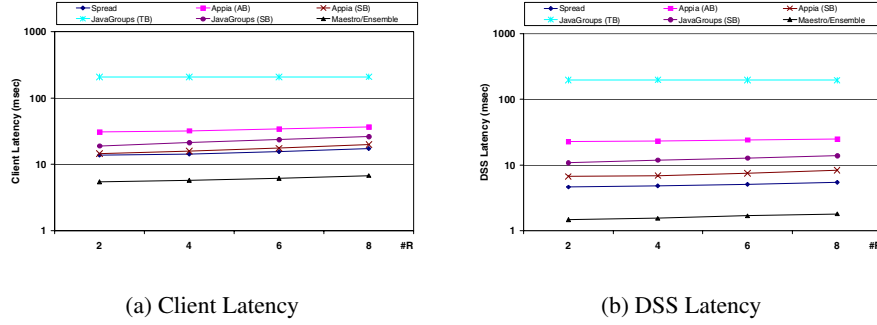 Spread Appia (AB) Appia (SB)
JavaGroups (TB) JavaGroups (SB) Maestro/Ensemble
1000
100
10
1
Client Latency (msec)
2 4 6 8 #R
(a) Client Latency
Spread Appia (AB) Appia (SB)
JavaGroups (TB) JavaGroups (SB) Maestro/Ensemble
1000
100
10
1
DSS Latency (msec)
2 4 6 8
(b) DSS Latency